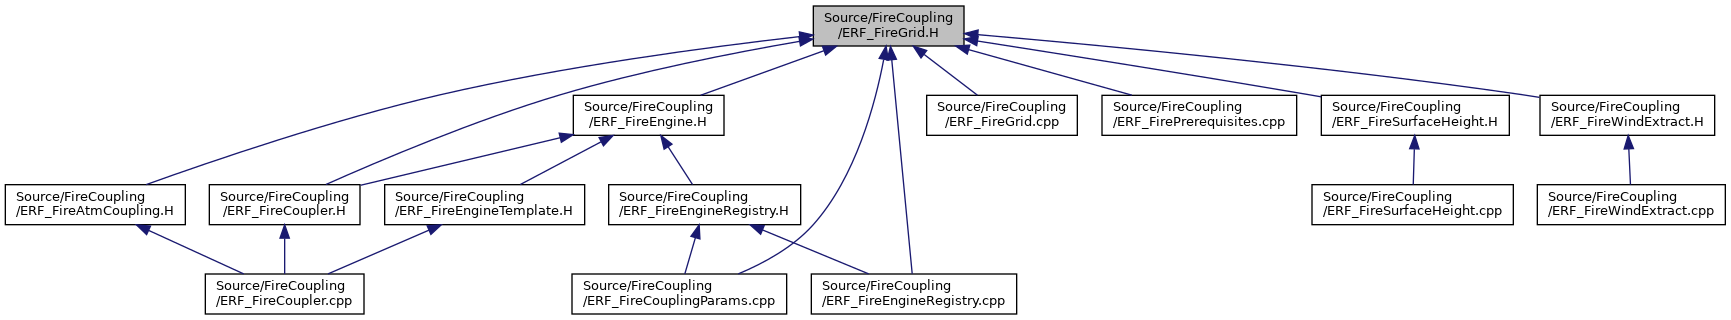 Source/FireCoupling
/ERF_FireGrid.H
Source/FireCoupling
/ERF_FireEngine.H
Source/FireCoupling
/ERF_FireGrid.cpp
Source/FireCoupling
/ERF_FirePrerequisites.cpp
Source/FireCoupling
/ERF_FireSurfaceHeight.H
Source/FireCoupling
/ERF_FireWindExtract.H
Source/FireCoupling
/ERF_FireAtmCoupling.H
Source/FireCoupling
/ERF_FireCoupler.H
Source/FireCoupling
/ERF_FireEngineTemplate.H
Source/FireCoupling
/ERF_FireEngineRegistry.H
Source/FireCoupling
/ERF_FireSurfaceHeight.cpp
Source/FireCoupling
/ERF_FireWindExtract.cpp
Source/FireCoupling
/ERF_FireCoupler.cpp
Source/FireCoupling
/ERF_FireCouplingParams.cpp
Source/FireCoupling
/ERF_FireEngineRegistry.cpp